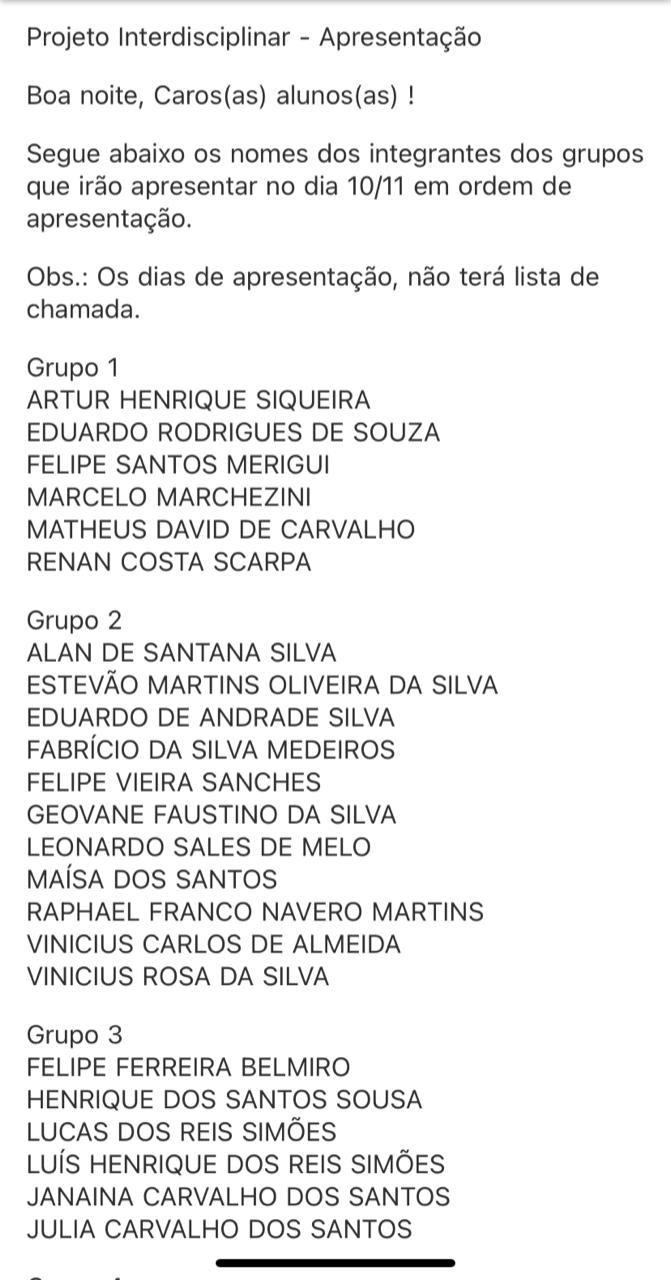 Projeto Interdisciplinar - Apresentação
Boa noite, Caros(as) alunos(as) !
Segue abaixo os nomes dos integrantes dos grupos
que irão apresentar no dia 10/11 em ordem de
apresentação.
Obs.: Os dias de apresentação, não terá lista de
chamada.
Grupo 1
ARTUR HENRIQUE SIQUEIRA
EDUARDO RODRIGUES DE SOUZA
FELIPE SANTOS MERIGUI
MARCELO MARCHEZINI
MATHEUS DAVID DE CARVALHO
RENAN COSTA SCARPA
Grupo 2
ALAN DE SANTANA SILVA
ESTEVÃO MARTINS OLIVEIRA DA SILVA
EDUARDO DE ANDRADE SILVA
FABRÍCIO DA SILVA MEDEIROS
FELIPE VIEIRA SANCHES
GEOVANE FAUSTINO DA SILVA
LEONARDO SALES DE MELO
MAÍSA DOS SANTOS
RAPHAEL FRANCO NAVERO MARTINS
VINICIUS CARLOS DE ALMEIDA
VINICIUS ROSA DA SILVA
Grupo 3
FELIPE FERREIRA BELMIRO
HENRIQUE DOS SANTOS SOUSA
LUCAS DOS REIS SIMÕES
LUÍS HENRIQUE DOS REIS SIMÕES
JANAINA CARVALHO DOS SANTOS
JULIA CARVALHO DOS SANTOS